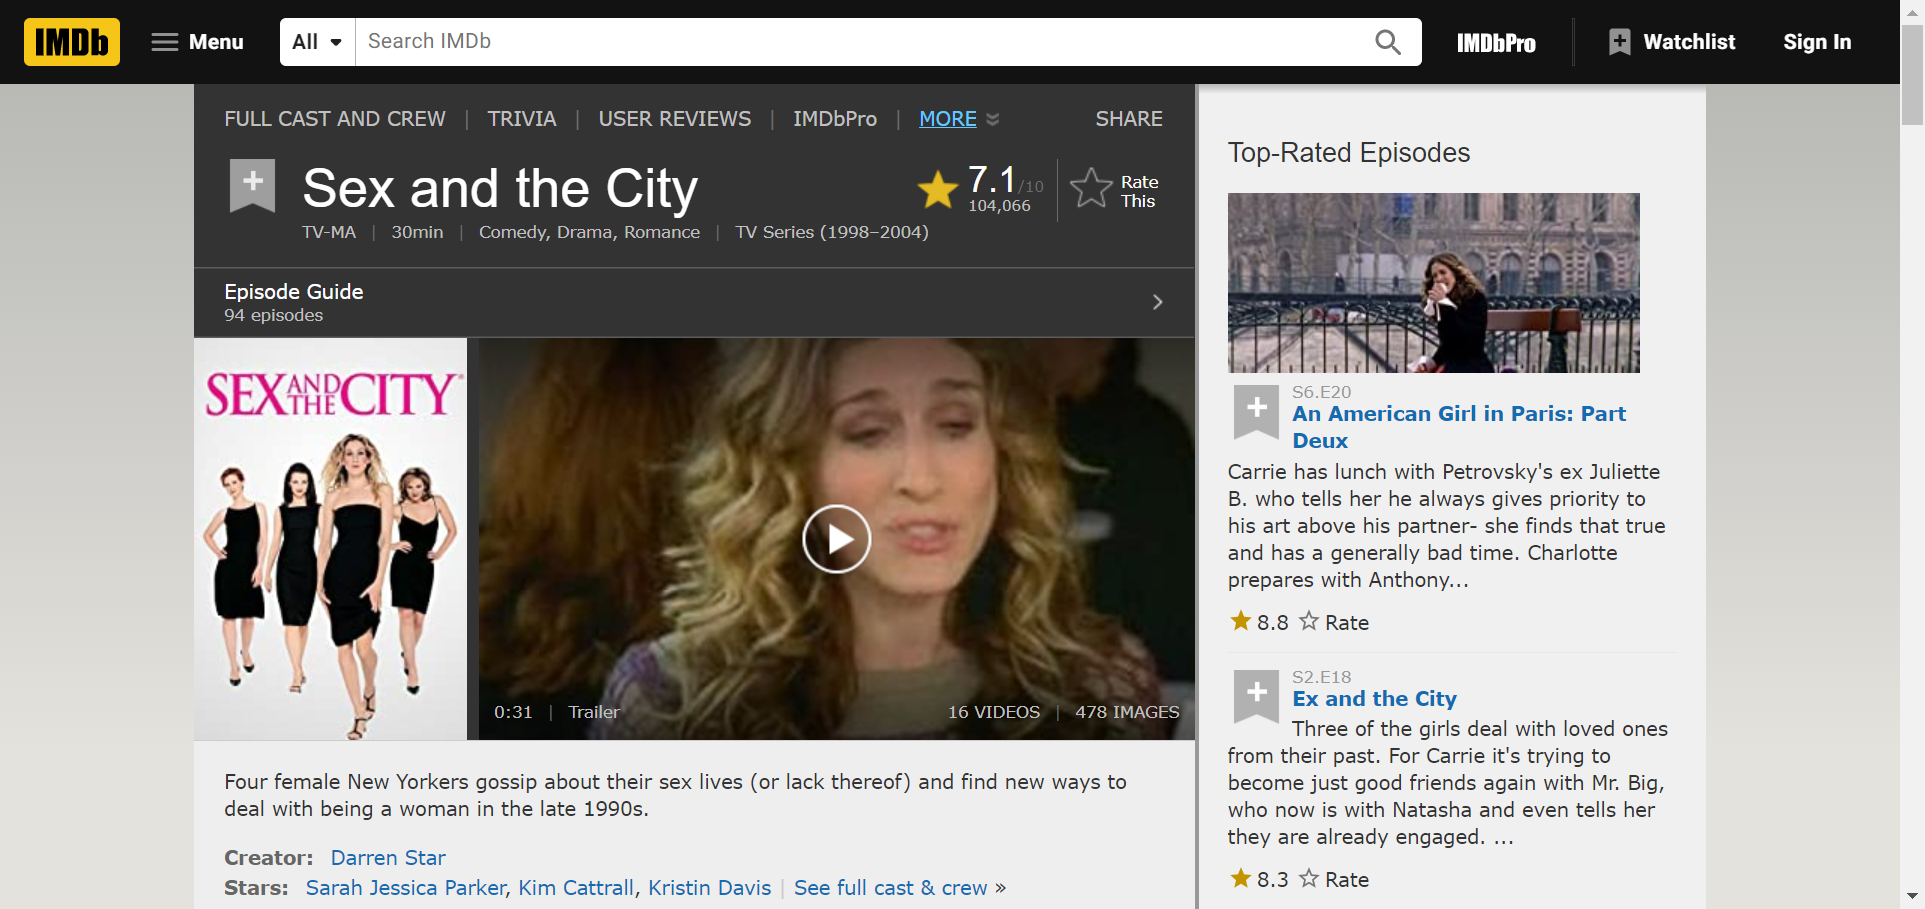 IMDb
Menu
All
Search IMDb
IMDbPro
Watchlist
Sign In
FULL CAST AND CREW | TRIVIA | USER REVIEWS | IMDbPro | MORE
SHARE
Sex and the City
7.1/10
104,066
Rate
This
TV-MA | 30min | Comedy, Drama, Romance | TV Series (1998–2004)
Episode Guide
94 episodes
SEX AND THE CITY
0:31 | Trailer
16 VIDEOS | 478 IMAGES
Four female New Yorkers gossip about their sex lives (or lack thereof) and find new ways to
deal with being a woman in the late 1990s.
Creator: Darren Star
Stars: Sarah Jessica Parker, Kim Cattrall, Kristin Davis | See full cast & crew »
Top-Rated Episodes
S6.E20
An American Girl in Paris: Part
Deux
Carrie has lunch with Petrovsky's ex Juliette
B. who tells her he always gives priority to
his art above his partner- she finds that true
and has a generally bad time. Charlotte
prepares with Anthony...
8.8 Rate
S2.E18
Ex and the City
Three of the girls deal with loved ones
from their past. For Carrie it's trying to
become just good friends again with Mr. Big,
who now is with Natasha and even tells her
they are already engaged. ...
8.3 Rate